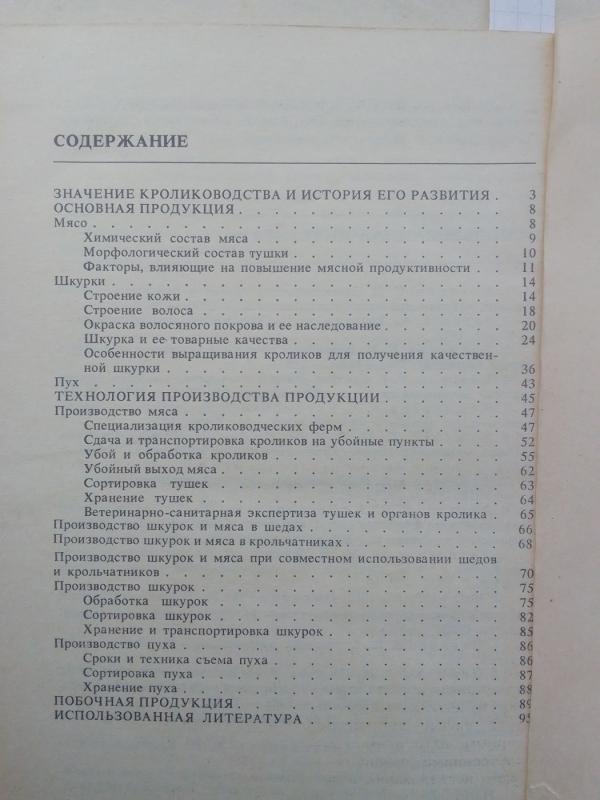 СОДЕРЖАНИЕ
ЗНАЧЕНИЕ КРОЛИКОВОДСТВА И ИСТОРИЯ ЕГО РАЗВИТИЯ . 3
ОСНОВНАЯ ПРОДУКЦИЯ . . . . . . . . . . . . . . . 8
Мясо . . . . . . . . . . . . . . . . . . . . . . 8
Химический состав мяса . . . . . . . . . . . . . 9
Морфологический состав тушки . . . . . . . . . . 10
Факторы, влияющие на повышение мясной продуктивности . . 11
Шкурки . . . . . . . . . . . . . . . . . . . . 14
Строение кожи . . . . . . . . . . . . . . . . . 14
Строение волоса . . . . . . . . . . . . . . . . 18
Окраска волосяного покрова и ее наследование . . . . . . 20
Шкурка и ее товарные качества . . . . . . . . . . 24
Особенности выращивания кроликов для получения качествен-
ной шкурки . . . . . . . . . . . . . . . . . . 36
Пух . . . . . . . . . . . . . . . . . . . . . 43
ТЕХНОЛОГИЯ ПРОИЗВОДСТВА ПРОДУКЦИИ . . . . . . . 45
Производство мяса . . . . . . . . . . . . . . . . 47
Специализация кролиководческих ферм . . . . . . . . 47
Сдача и транспортировка кроликов на убойные пункты . . . . 52
Убой и обработка кроликов . . . . . . . . . . . . 55
Убойный выход мяса . . . . . . . . . . . . . . . 62
Сортировка тушек . . . . . . . . . . . . . . . . 63
Хранение тушек . . . . . . . . . . . . . . . . . 64
Ветеринарно-санитарная экспертиза тушек и органов кролика . 65
Производство шкурок и мяса в шедах . . . . . . . . . . 66
Производство шкурок и мяса в крольчатниках . . . . . . . . 68
Производство шкурок и мяса при совместном использовании шедов
и крольчатников . . . . . . . . . . . . . . . . . 70
Производство шкурок . . . . . . . . . . . . . . . 75
Обработка шкурок . . . . . . . . . . . . . . . . 75
Сортировка шкурок . . . . . . . . . . . . . . . 82
Хранение и транспортировка шкурок . . . . . . . . . 85
Производство пуха . . . . . . . . . . . . . . . . 86
Сроки и техника съема пуха . . . . . . . . . . . . 86
Сортировка пуха . . . . . . . . . . . . . . . . 87
Хранение пуха . . . . . . . . . . . . . . . . . 88
ПОБОЧНАЯ ПРОДУКЦИЯ . . . . . . . . . . . . . . . 89
ИСПОЛЬЗОВАННАЯ ЛИТЕРАТУРА . . . . . . . . . . . 95